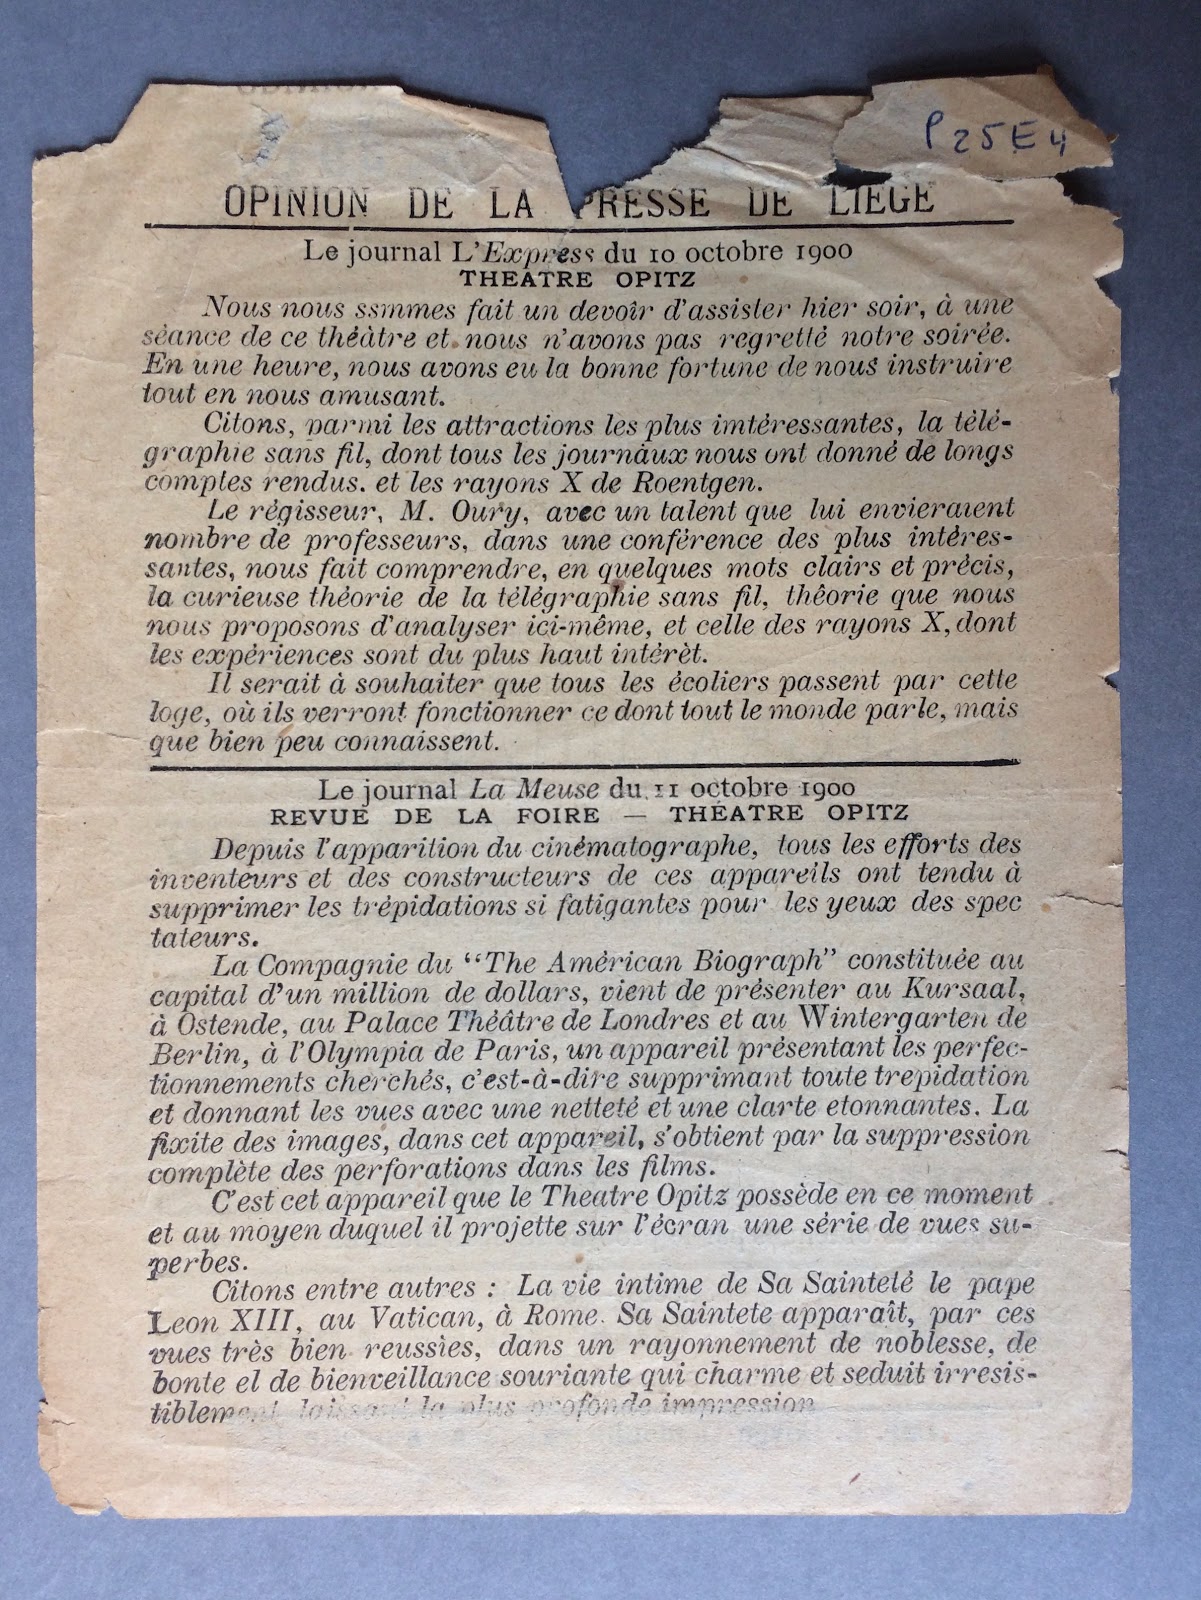 P25E4
OPINION DE LA PRESSE DE LIEGE
Le journal L'Express du 10 octobre 1900
THEATRE OPITZ
Nous nous ssmmes fait un devoir d'assister hier soir, à une
séance de ce théàtre et nous n'avons pas regretté notre soirée.
En une heure, nous avons eu la bonne fortune de nous instruire
tout en nous amusant.
Citons, parmi les attractions les plus imtéressantes, la télé-
graphie sans fil, dont tous les journaux nous ont donné de longs
comptes rendus. et les rayons X de Roentgen.
Le régisseur, M. Oury, avec un talent que lui envieraient
nombre de professeurs, dans une conférence des plus intéres-
santes, nous fait comprendre, en quelques mots clairs et précis,
la curieuse théorie de la télégraphie sans fil, thêorie que nous
nous proposons d'analyser ici-même, et celle des rayons X, dont
les expériences sont du plus haut intérèt.
Il serait à souhaiter que tous les écoliers passent par cette
loge, où ils verront fonctionner ce dont tout le monde parle, mais
que bien peu connaissent.
Le journal La Meuse du 11 octobre 1900
REVUE DE LA FOIRE — THÉATRE OPITZ
Depuis l'apparition du cinématographe, tous les efforts des
inventeurs et des constructeurs de ces appareils ont tendu à
supprimer les trépidations si fatigantes pour les yeux des spec
tateurs.
La Compagnie du "The Américan Biograph" constituée au
capital d'un million de dollars, vient de présenter au Kursaal,
à Ostende, au Palace Théâtre de Londres et au Wintergarten de
Berlin, à l'Olympia de Paris, un appareil présentant les perfec-
tionnements cherchés, c'est-à-dire supprimant toute trepidation
et donnant les vues avec une netteté et une clarte etonnantes. La
fixite des images, dans cet appareil, s'obtient par la suppression
complète des perforations dans les films.
C'est cet appareil que le Theatre Opitz possède en ce moment
et au moyen duquel il projette sur l'écran une série de vues su-
perbes.
Citons entre autres : La vie intime de Sa Sainteté le pape
Leon XIII, au Vatican, à Rome. Sa Saintete apparaît, par ces
vues très bien reussies, dans un rayonnement de noblesse, de
bonte el de bienveillance souriante qui charme et seduit irresis-
tiblement laissant la plus profonde impression